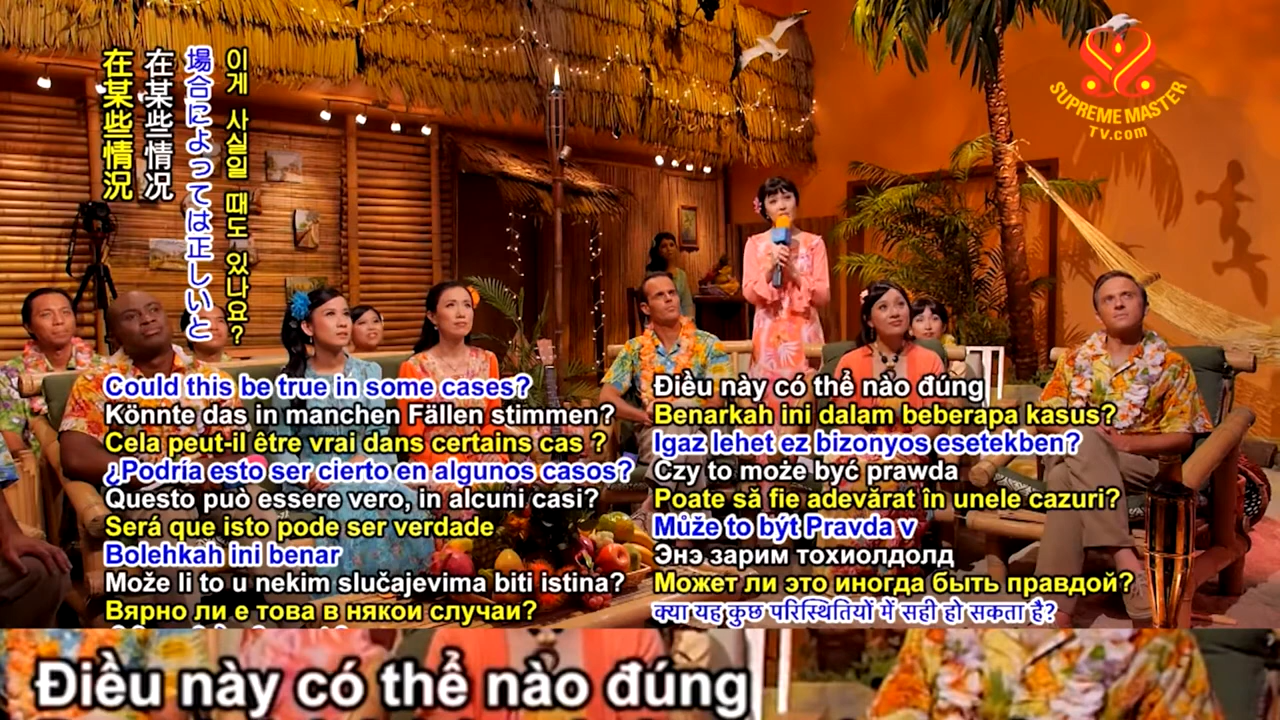 이게 사실일 때도 있나요?
場合によっては正しいと
在某些情况
在某些情況
SUPREME MASTER
TV.com
Could this be true in some cases?
Könnte das in manchen Fällen stimmen?
Cela peut-il être vrai dans certains cas ?
¿Podría esto ser cierto en algunos casos?
Questo può essere vero, in alcuni casi?
Será que isto pode ser verdade
Bolehkah ini benar
Može li to u nekim slučajevima biti istina?
Вярно ли е това в някои случаи?
Điều này có thể nào đúng
Benarkah ini dalam beberapa kasus?
Igaz lehet ez bizonyos esetekben?
Czy to może być prawda
Poate să fie adevărat în unele cazuri?
Může to být Pravda v
Энэ зарим тохиолдолд
Может ли это иногда быть правдой?
क्या यह कुछ परिस्थितियों में सही हो सकता है?
Điều này có thể nào đúng